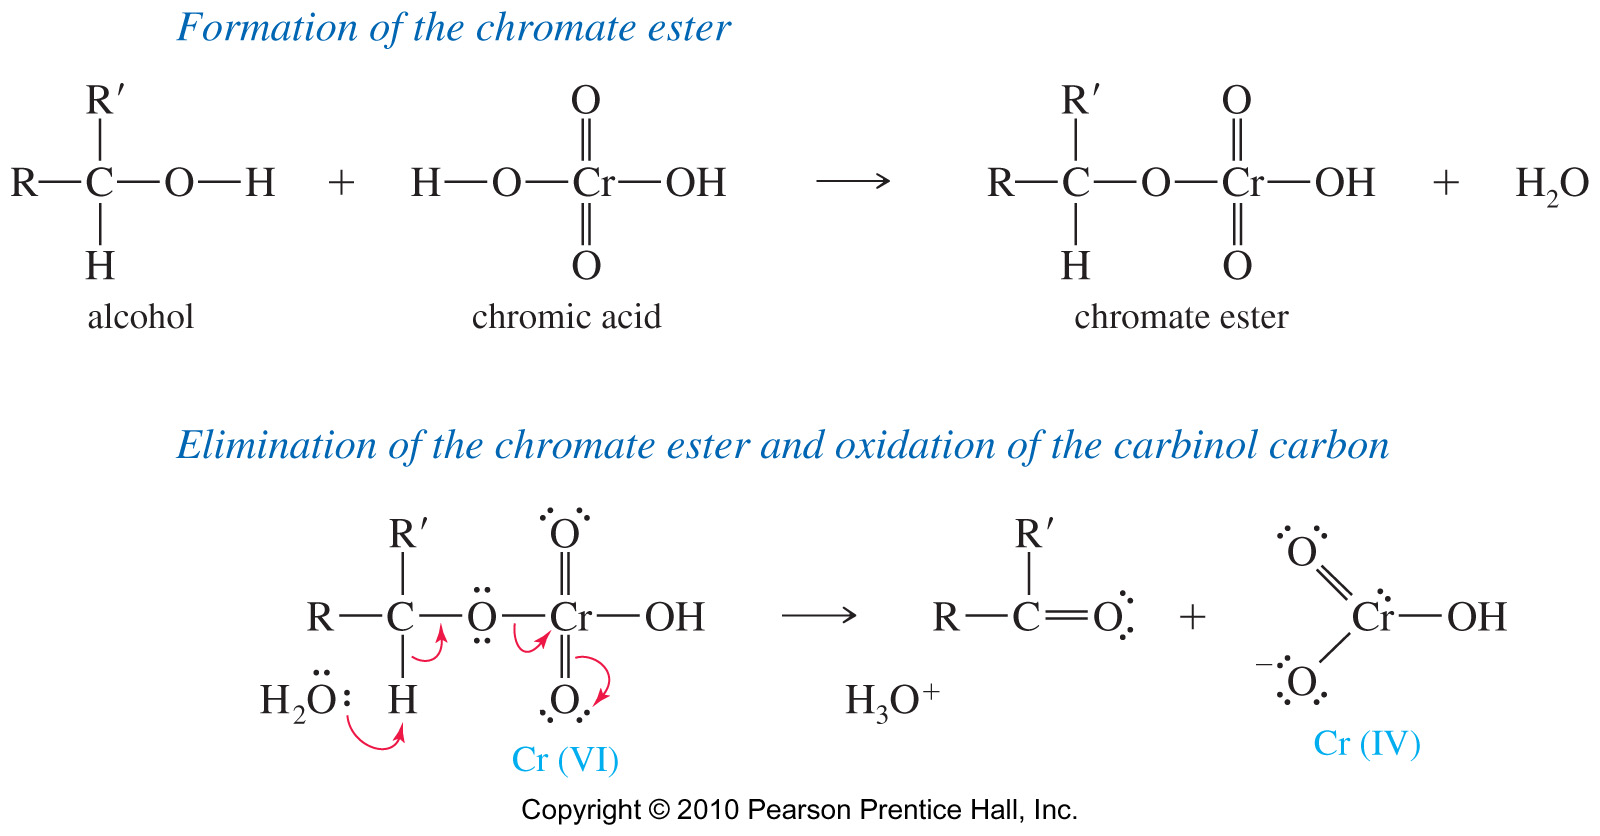 Formation of the chromate ester
R′ O R′ O
R—C—O—H + H—O—Cr—OH ⟶ R—C—O—Cr—OH + H₂O
H O H O
alcohol chromic acid chromate ester
Elimination of the chromate ester and oxidation of the carbinol carbon
R′ O R′ O
R—C—O—Cr—OH ⟶ R—C=O + Cr—OH
H₂O: H O H₃O⁺ ⁻O
Cr (VI) Cr (IV)
Copyright © 2010 Pearson Prentice Hall, Inc.